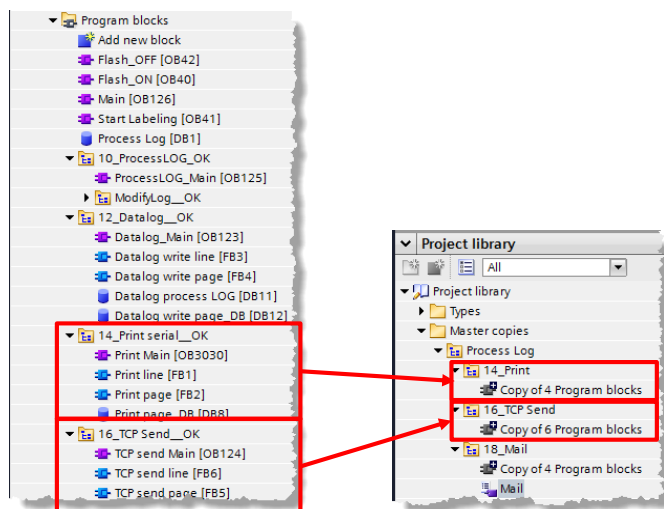 Program blocks
Add new block
Flash_OFF [OB42]
Flash_ON [OB40]
Main [OB126]
Start Labeling [OB41]
Process Log [DB1]
10_ProcessLOG_OK
ProcessLOG_Main [OB125]
ModifyLog__OK
12_Datalog__OK
Datalog_Main [OB123]
Datalog write line [FB3]
Datalog write page [FB4]
Datalog process LOG [DB11]
Datalog write page_DB [DB12]
14_Print serial__OK
Print Main [OB3030]
Print line [FB1]
Print page [FB2]
Print page_DB [DB8]
16_TCP Send__OK
TCP send Main [OB124]
TCP send line [FB6]
TCP send page [FB5]
Project library
All
Project library
Types
Master copies
Process Log
14_Print
Copy of 4 Program blocks
16_TCP Send
Copy of 6 Program blocks
18_Mail
Copy of 4 Program blocks
Mail